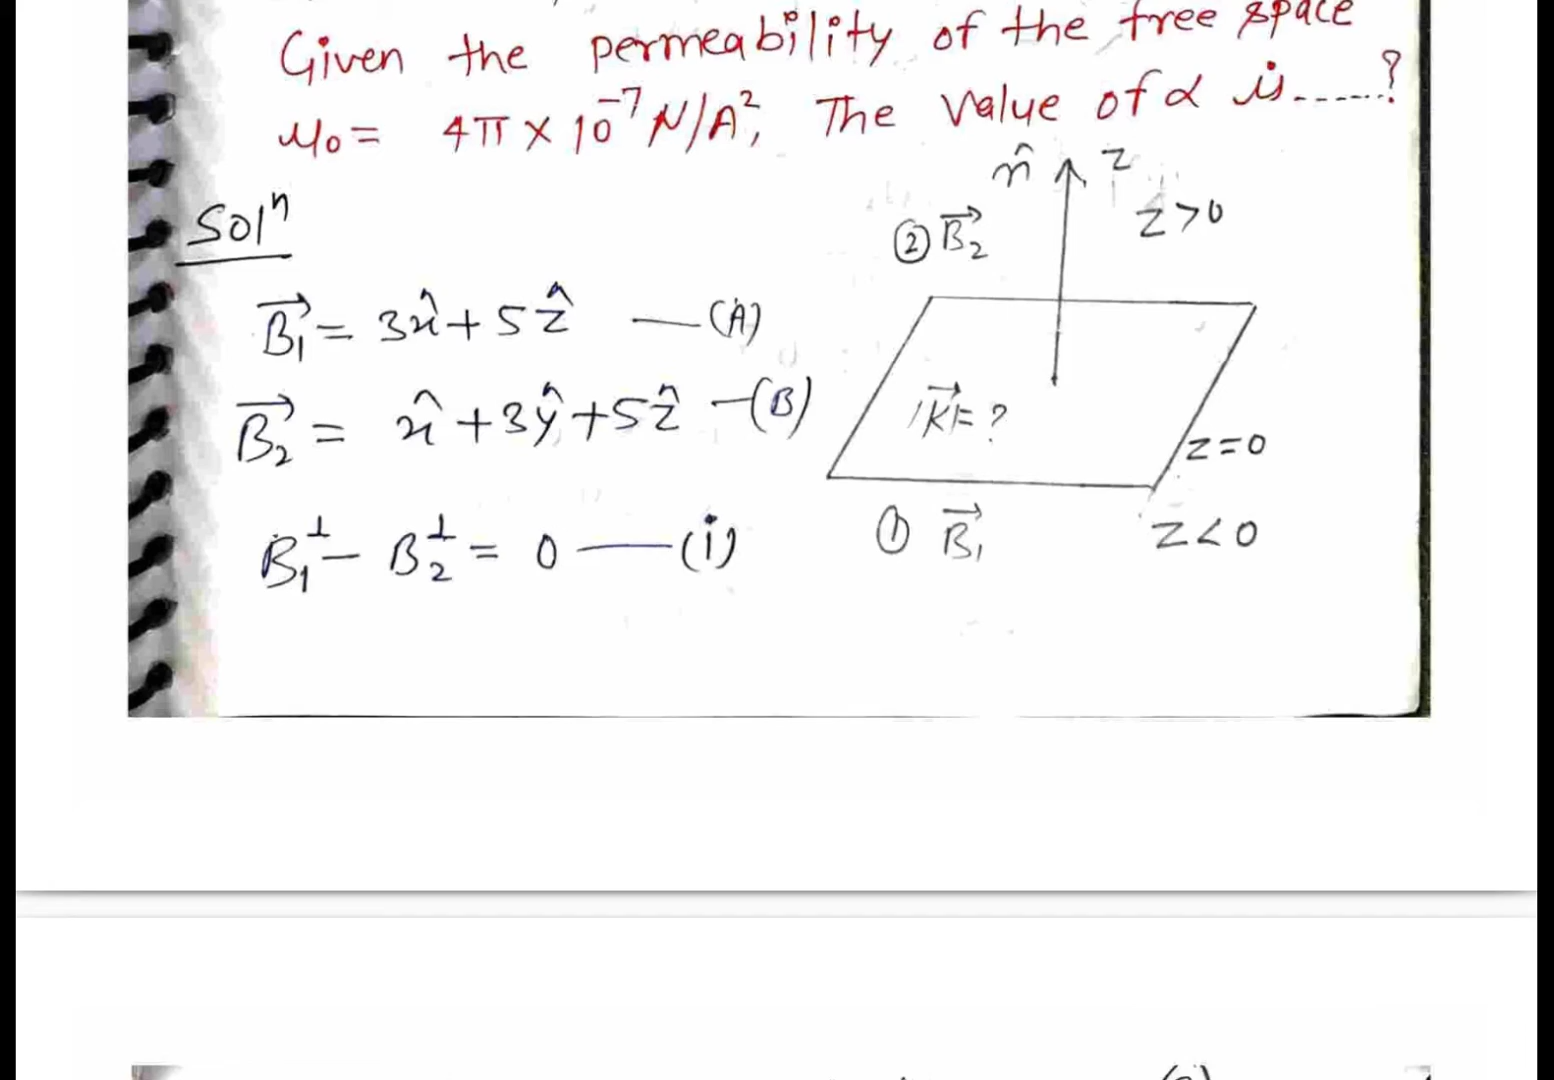 Given the permeability of the free space
μ₀ = 4π × 10⁻⁷ N/A², The value of α is......?
Solⁿ
n̂ z
z>0
② B⃗₂
B⃗₁ = 3x̂ + 5ẑ —(A)
B⃗₂ = x̂ + 3ŷ + 5ẑ —(B)
|K⃗|= ?
z=0
① B⃗₁
z<0
B₁⊥ - B₂⊥ = 0 —(i)